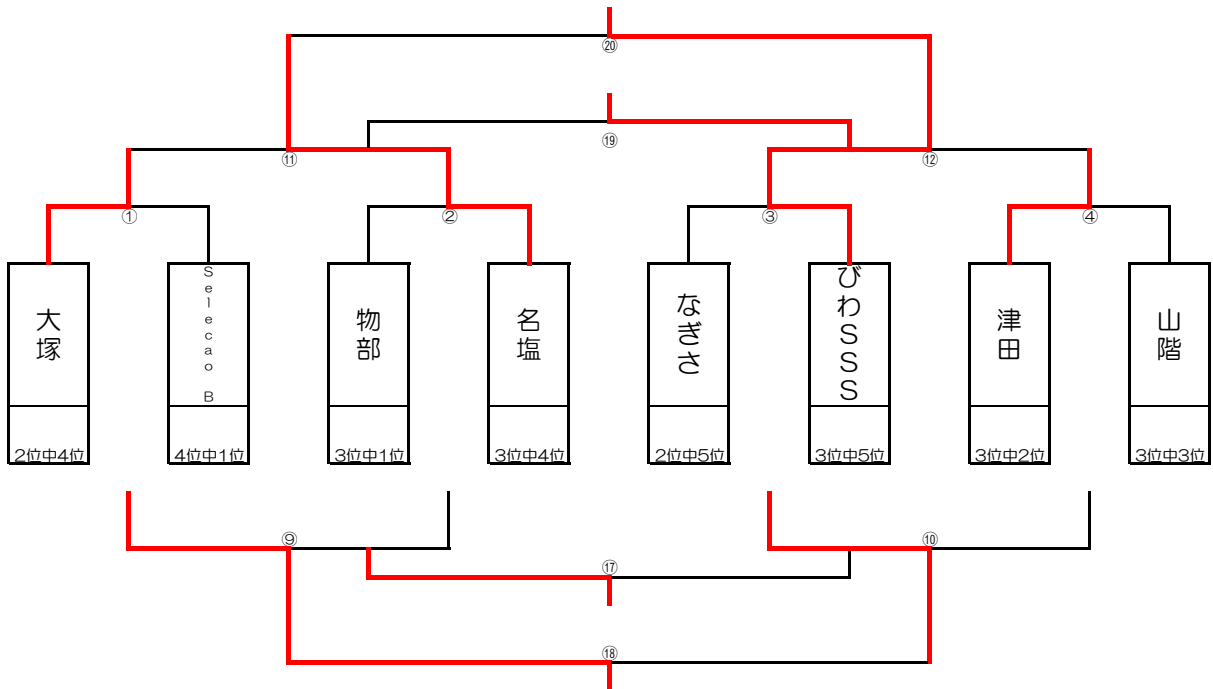 ⑳
⑲
⑪
⑫
①
②
③
④
大塚
Selecao B
物部
名塩
なぎさ
びわSSS
津田
山階
2位中4位
4位中1位
3位中1位
3位中4位
2位中5位
3位中5位
3位中2位
3位中3位
⑨
⑩
⑰
⑱